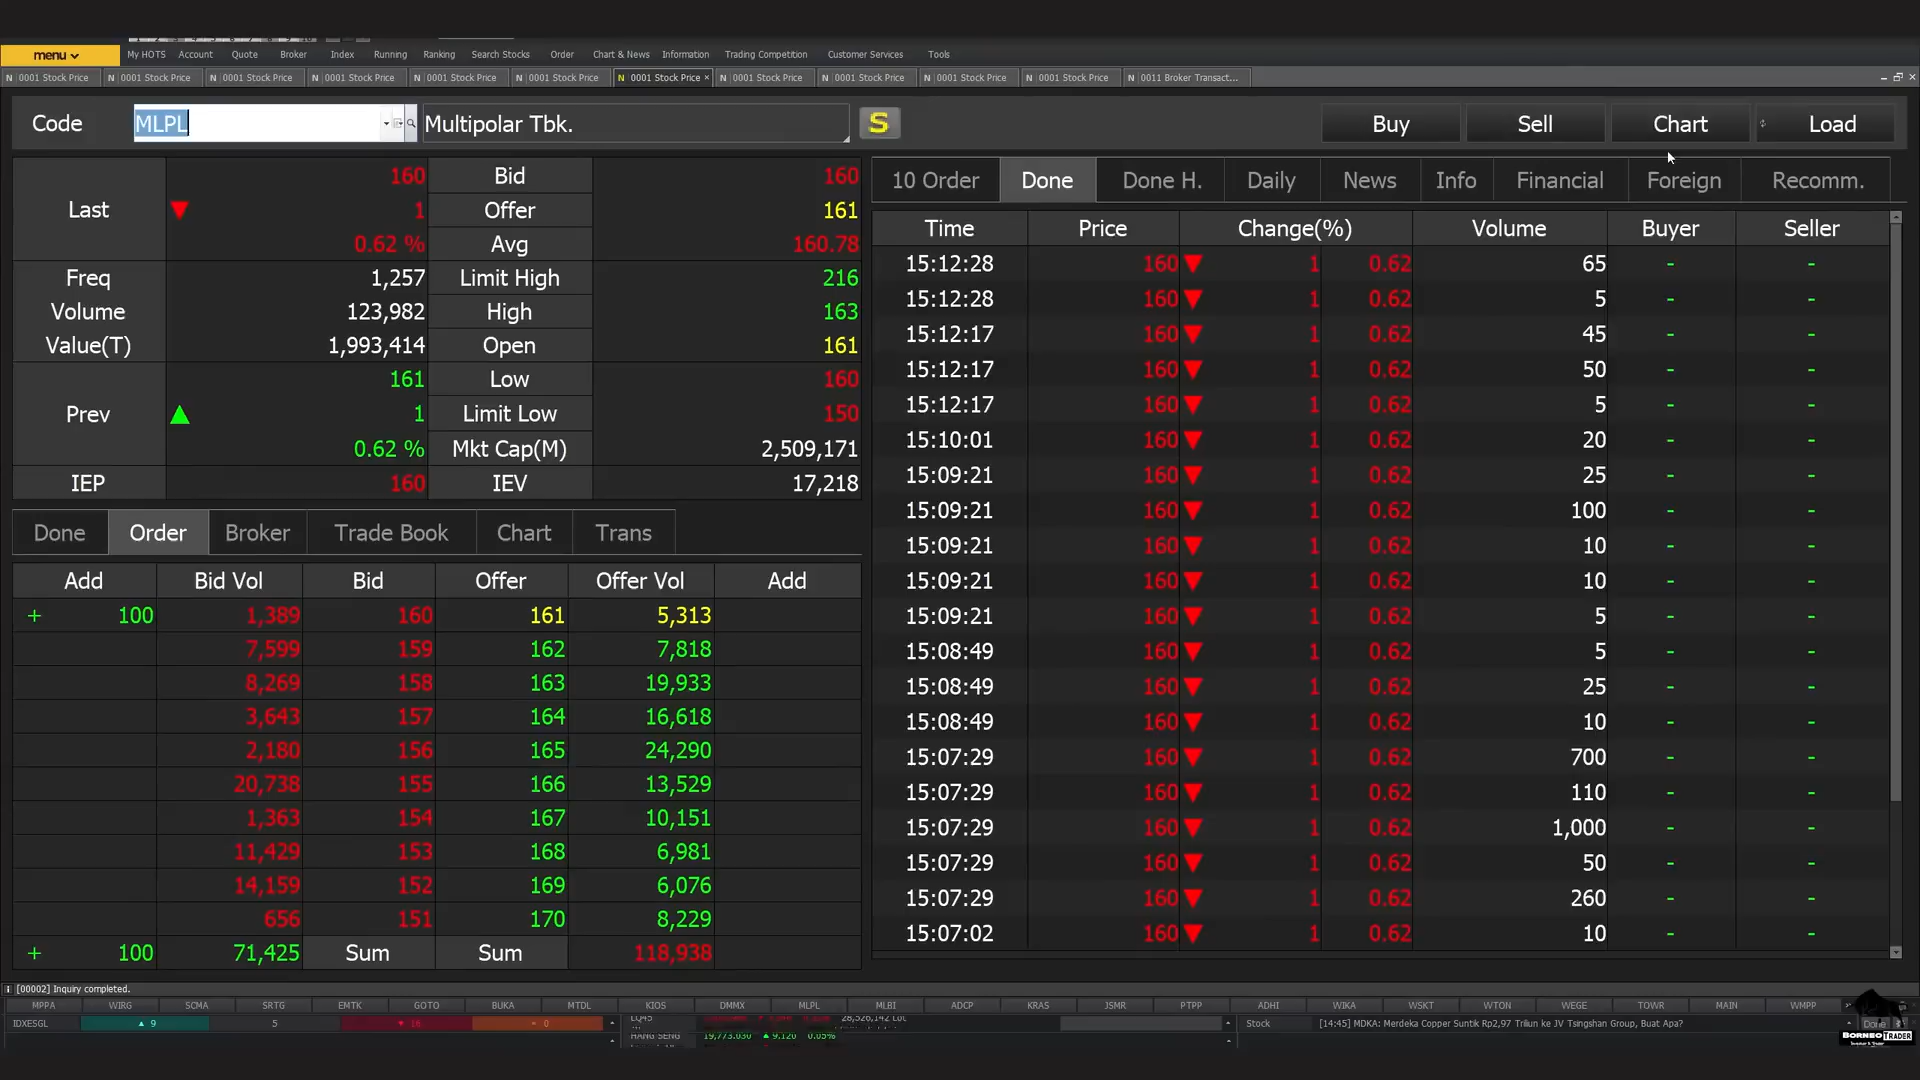 menu My HOTS Account Quote Broker Index Running Ranking Search Stocks Order Chart & News Information Trading Competition Customer Services Tools
N 0001 Stock Price N 0001 Stock Price N 0001 Stock Price N 0001 Stock Price N 0001 Stock Price N 0001 Stock Price N 0001 Stock Price × N 0001 Stock Price N 0001 Stock Price N 0001 Stock Price N 0001 Stock Price N 0011 Broker Transact...
Code MLPL Multipolar Tbk. S Buy Sell Chart Load
10 Order Done Done H. Daily News Info Financial Foreign Recomm.
Last ▼ 160 Bid 160
1 Offer 161
0.62 % Avg 160.78
Freq 1,257 Limit High 216
Volume 123,982 High 163
Value(T) 1,993,414 Open 161
Prev ▲ 161 Low 160
1 Limit Low 150
0.62 % Mkt Cap(M) 2,509,171
IEP 160 IEV 17,218
Done Order Broker Trade Book Chart Trans
Add Bid Vol Bid Offer Offer Vol Add
+ 100 1,389 160 161 5,313
7,599 159 162 7,818
8,269 158 163 19,933
3,643 157 164 16,618
2,180 156 165 24,290
20,738 155 166 13,529
1,363 154 167 10,151
11,429 153 168 6,981
14,159 152 169 6,076
656 151 170 8,229
+ 100 71,425 Sum Sum 118,938
Time Price Change(%) Volume Buyer Seller
15:12:28 160 ▼ 1 0.62 65 - -
15:12:28 160 ▼ 1 0.62 5 - -
15:12:17 160 ▼ 1 0.62 45 - -
15:12:17 160 ▼ 1 0.62 50 - -
15:12:17 160 ▼ 1 0.62 5 - -
15:10:01 160 ▼ 1 0.62 20 - -
15:09:21 160 ▼ 1 0.62 25 - -
15:09:21 160 ▼ 1 0.62 100 - -
15:09:21 160 ▼ 1 0.62 10 - -
15:09:21 160 ▼ 1 0.62 10 - -
15:09:21 160 ▼ 1 0.62 5 - -
15:08:49 160 ▼ 1 0.62 5 - -
15:08:49 160 ▼ 1 0.62 25 - -
15:08:49 160 ▼ 1 0.62 10 - -
15:07:29 160 ▼ 1 0.62 700 - -
15:07:29 160 ▼ 1 0.62 110 - -
15:07:29 160 ▼ 1 0.62 1,000 - -
15:07:29 160 ▼ 1 0.62 50 - -
15:07:29 160 ▼ 1 0.62 260 - -
15:07:02 160 ▼ 1 0.62 10 - -
[00002] Inquiry completed.
MPPA WIRG SCMA SRTG EMTK GOTO BUKA MTDL KIOS DMMX MLPL MLBI ADCP KRAS JSMR PTPP ADHI WIKA WSKT WTON WEGE TOWR MAIN WMPP
IDXESGL ▲ 9 5 ▼ 16 0 LQ45 28,526,142 Lot Stock [14:45] MDKA: Merdeka Copper Suntik Rp2,97 Triliun ke JV Tsingshan Group, Buat Apa? Done
HANG SENG 19,773.030 ▲ 9.120 0.05%
BORNEO TRADER